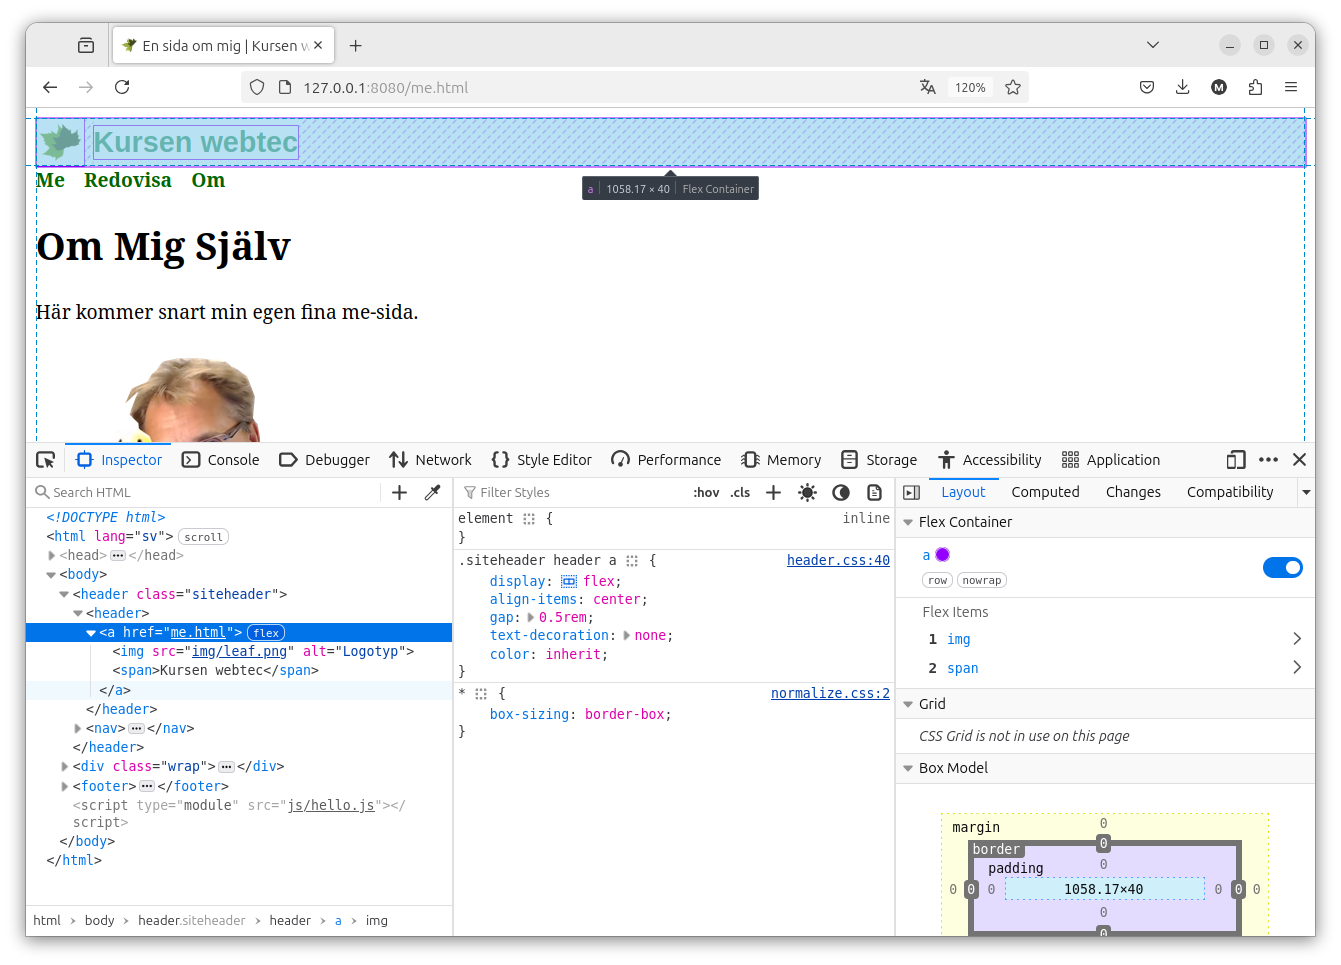 En sida om mig | Kursen w
127.0.0.1:8080/me.html
120%
M
Kursen webtec
Me Redovisa Om
a 1058.17 × 40 Flex Container
Om Mig Själv
Här kommer snart min egen fina me-sida.
Inspector Console Debugger Network Style Editor Performance Memory Storage Accessibility Application
Search HTML
<!DOCTYPE html>
<html lang="sv"> scroll
<head> ••• </head>
<body>
<header class="siteheader">
<header>
<a href="me.html"> flex
<img src="img/leaf.png" alt="Logotyp">
<span>Kursen webtec</span>
</a>
</header>
<nav> ••• </nav>
</header>
<div class="wrap"> ••• </div>
<footer> ••• </footer>
<script type="module" src="js/hello.js"></
script>
</body>
</html>
html > body > header.siteheader > header > a > img
Filter Styles :hov .cls
element { inline
}
.siteheader header a { header.css:40
display: flex;
align-items: center;
gap: 0.5rem;
text-decoration: none;
color: inherit;
}
* { normalize.css:2
box-sizing: border-box;
}
Layout Computed Changes Compatibility
Flex Container
a
row nowrap
Flex Items
1 img
2 span
Grid
CSS Grid is not in use on this page
Box Model
margin 0
border 0
padding 0
0 0 0 1058.17×40 0 0 0
0
0